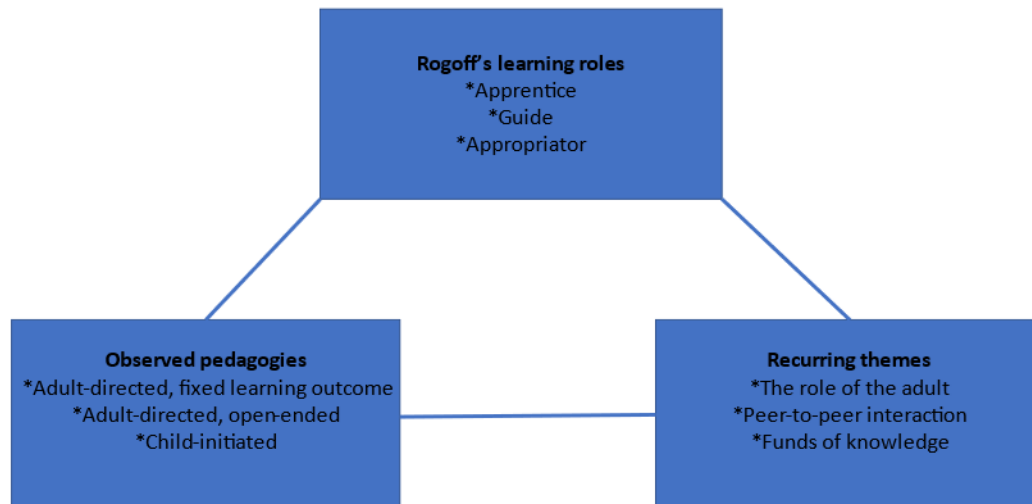 Rogoff’s learning roles
*Apprentice
*Guide
*Appropriator
Observed pedagogies
*Adult-directed, fixed learning outcome
*Adult-directed, open-ended
*Child-initiated
Recurring themes
*The role of the adult
*Peer-to-peer interaction
*Funds of knowledge